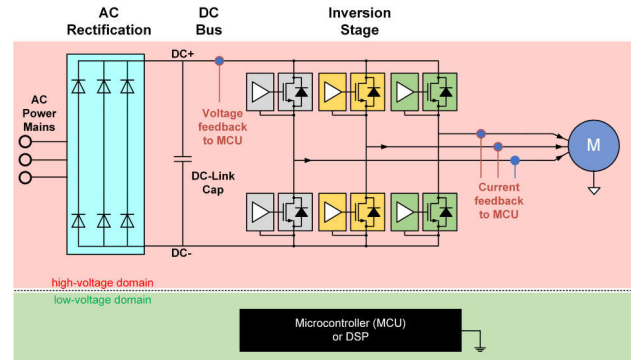 AC
Rectification
DC
Bus
Inversion
Stage
DC+
AC
Power
Mains
Voltage
feedback
to MCU
M
DC-Link
Cap
Current
feedback
to MCU
DC-
high-voltage domain
low-voltage domain
Microcontroller (MCU)
or DSP